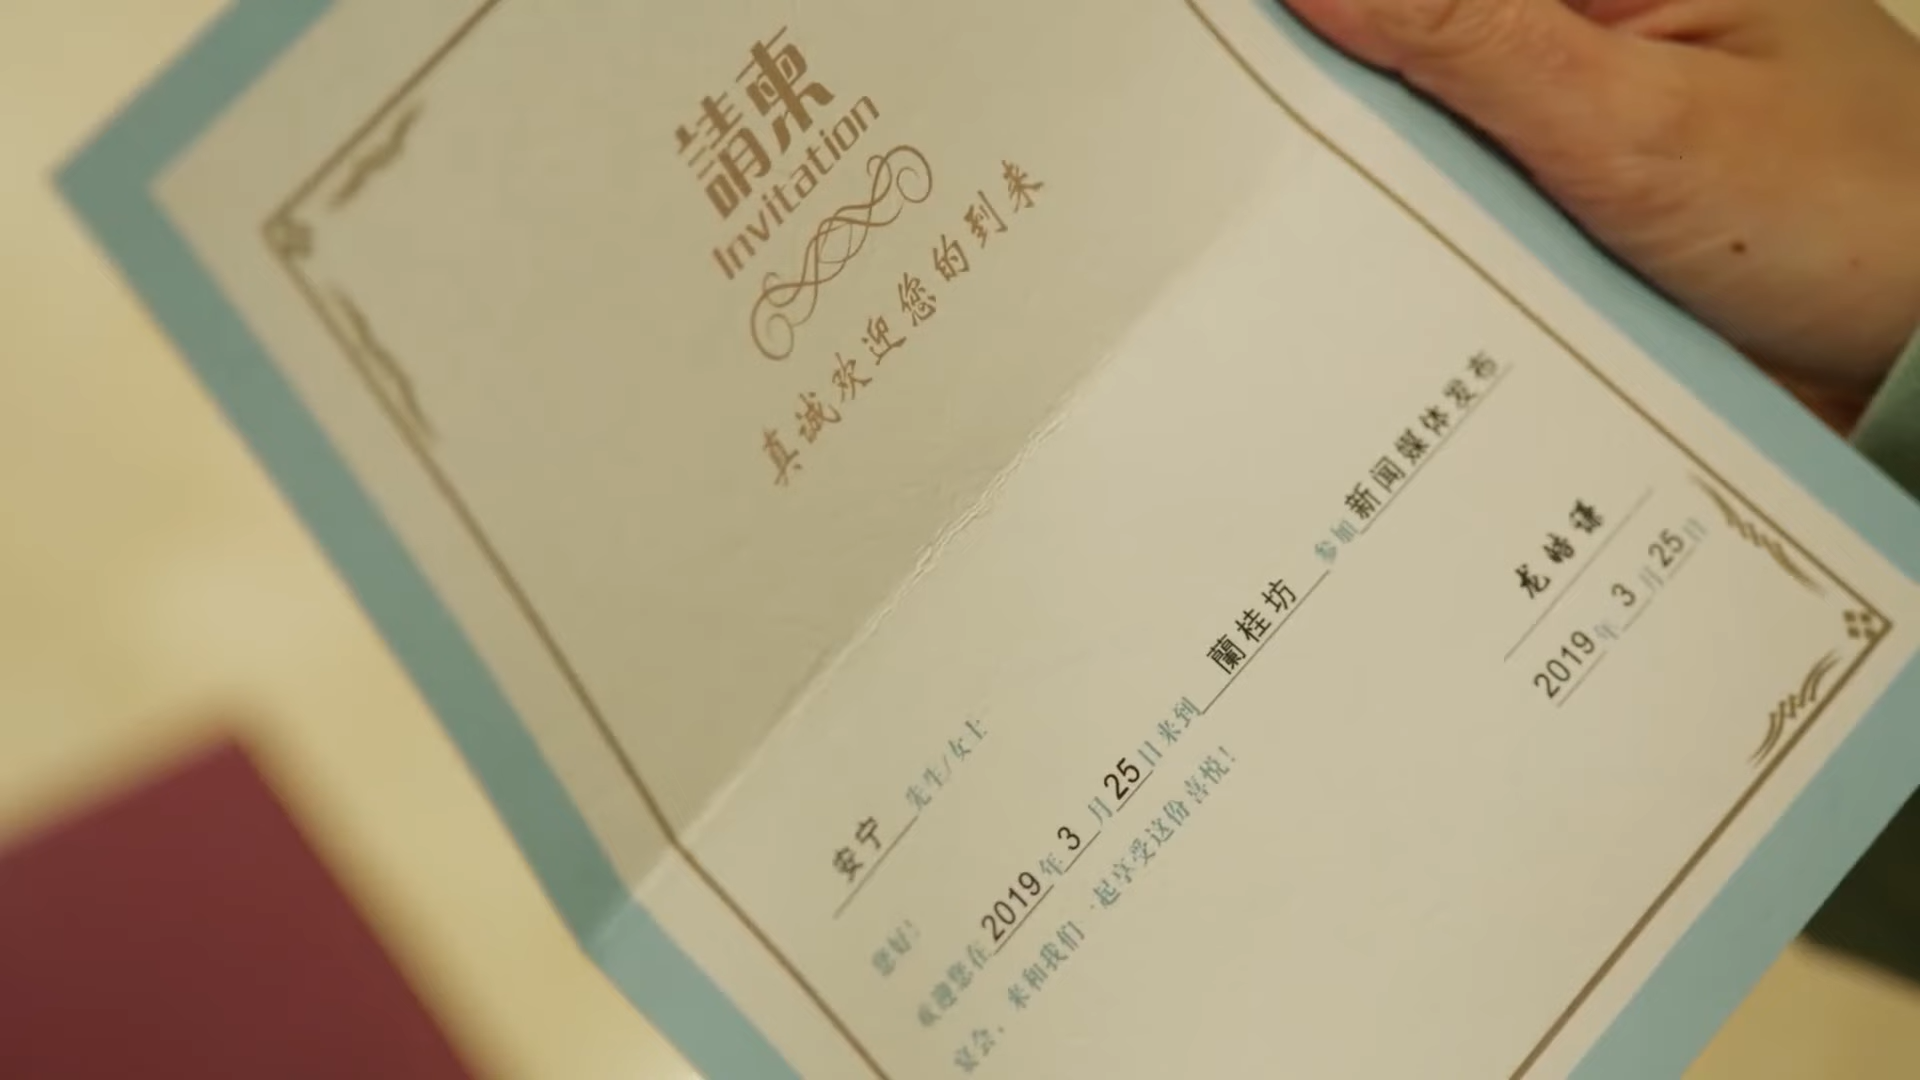 請柬
Invitation
真诚欢迎您的到来
安宁 先生/女士
您好!
欢迎您在2019年3月25日来到 蘭桂坊 参加新闻媒体发布
宴会，来和我们一起享受这份喜悦!
龙皓谦
2019年3月25日